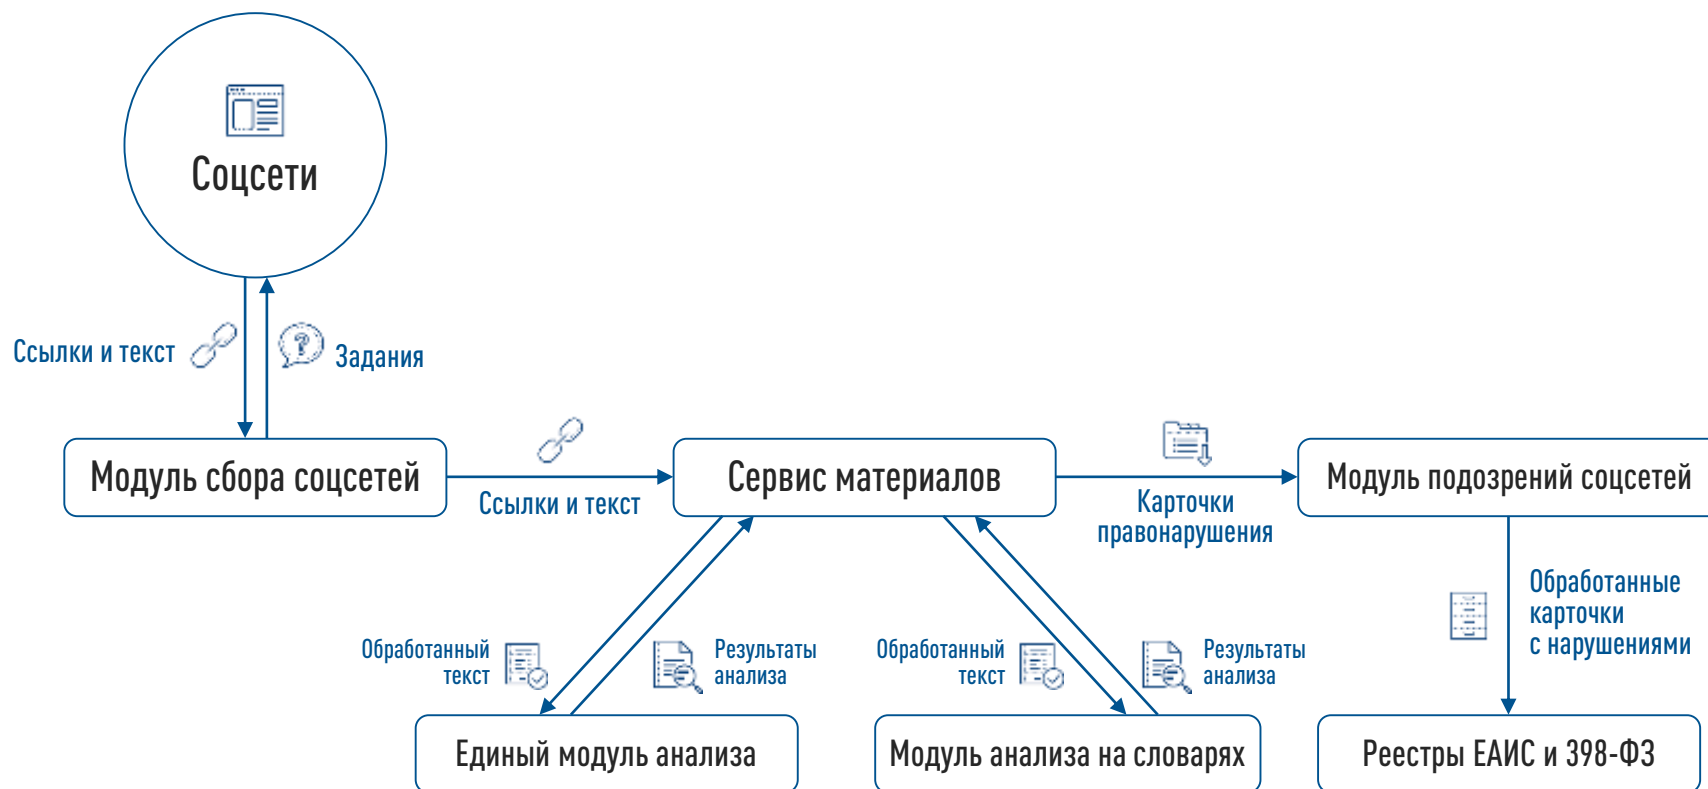 Соцсети
Ссылки и текст
Задания
Модуль сбора соцсетей
Ссылки и текст
Сервис материалов
Карточки
правонарушения
Модуль подозрений соцсетей
Обработанный
текст
Результаты
анализа
Обработанный
текст
Результаты
анализа
Обработанные
карточки
с нарушениями
Единый модуль анализа
Модуль анализа на словарях
Реестры ЕАИС и 398-ФЗ